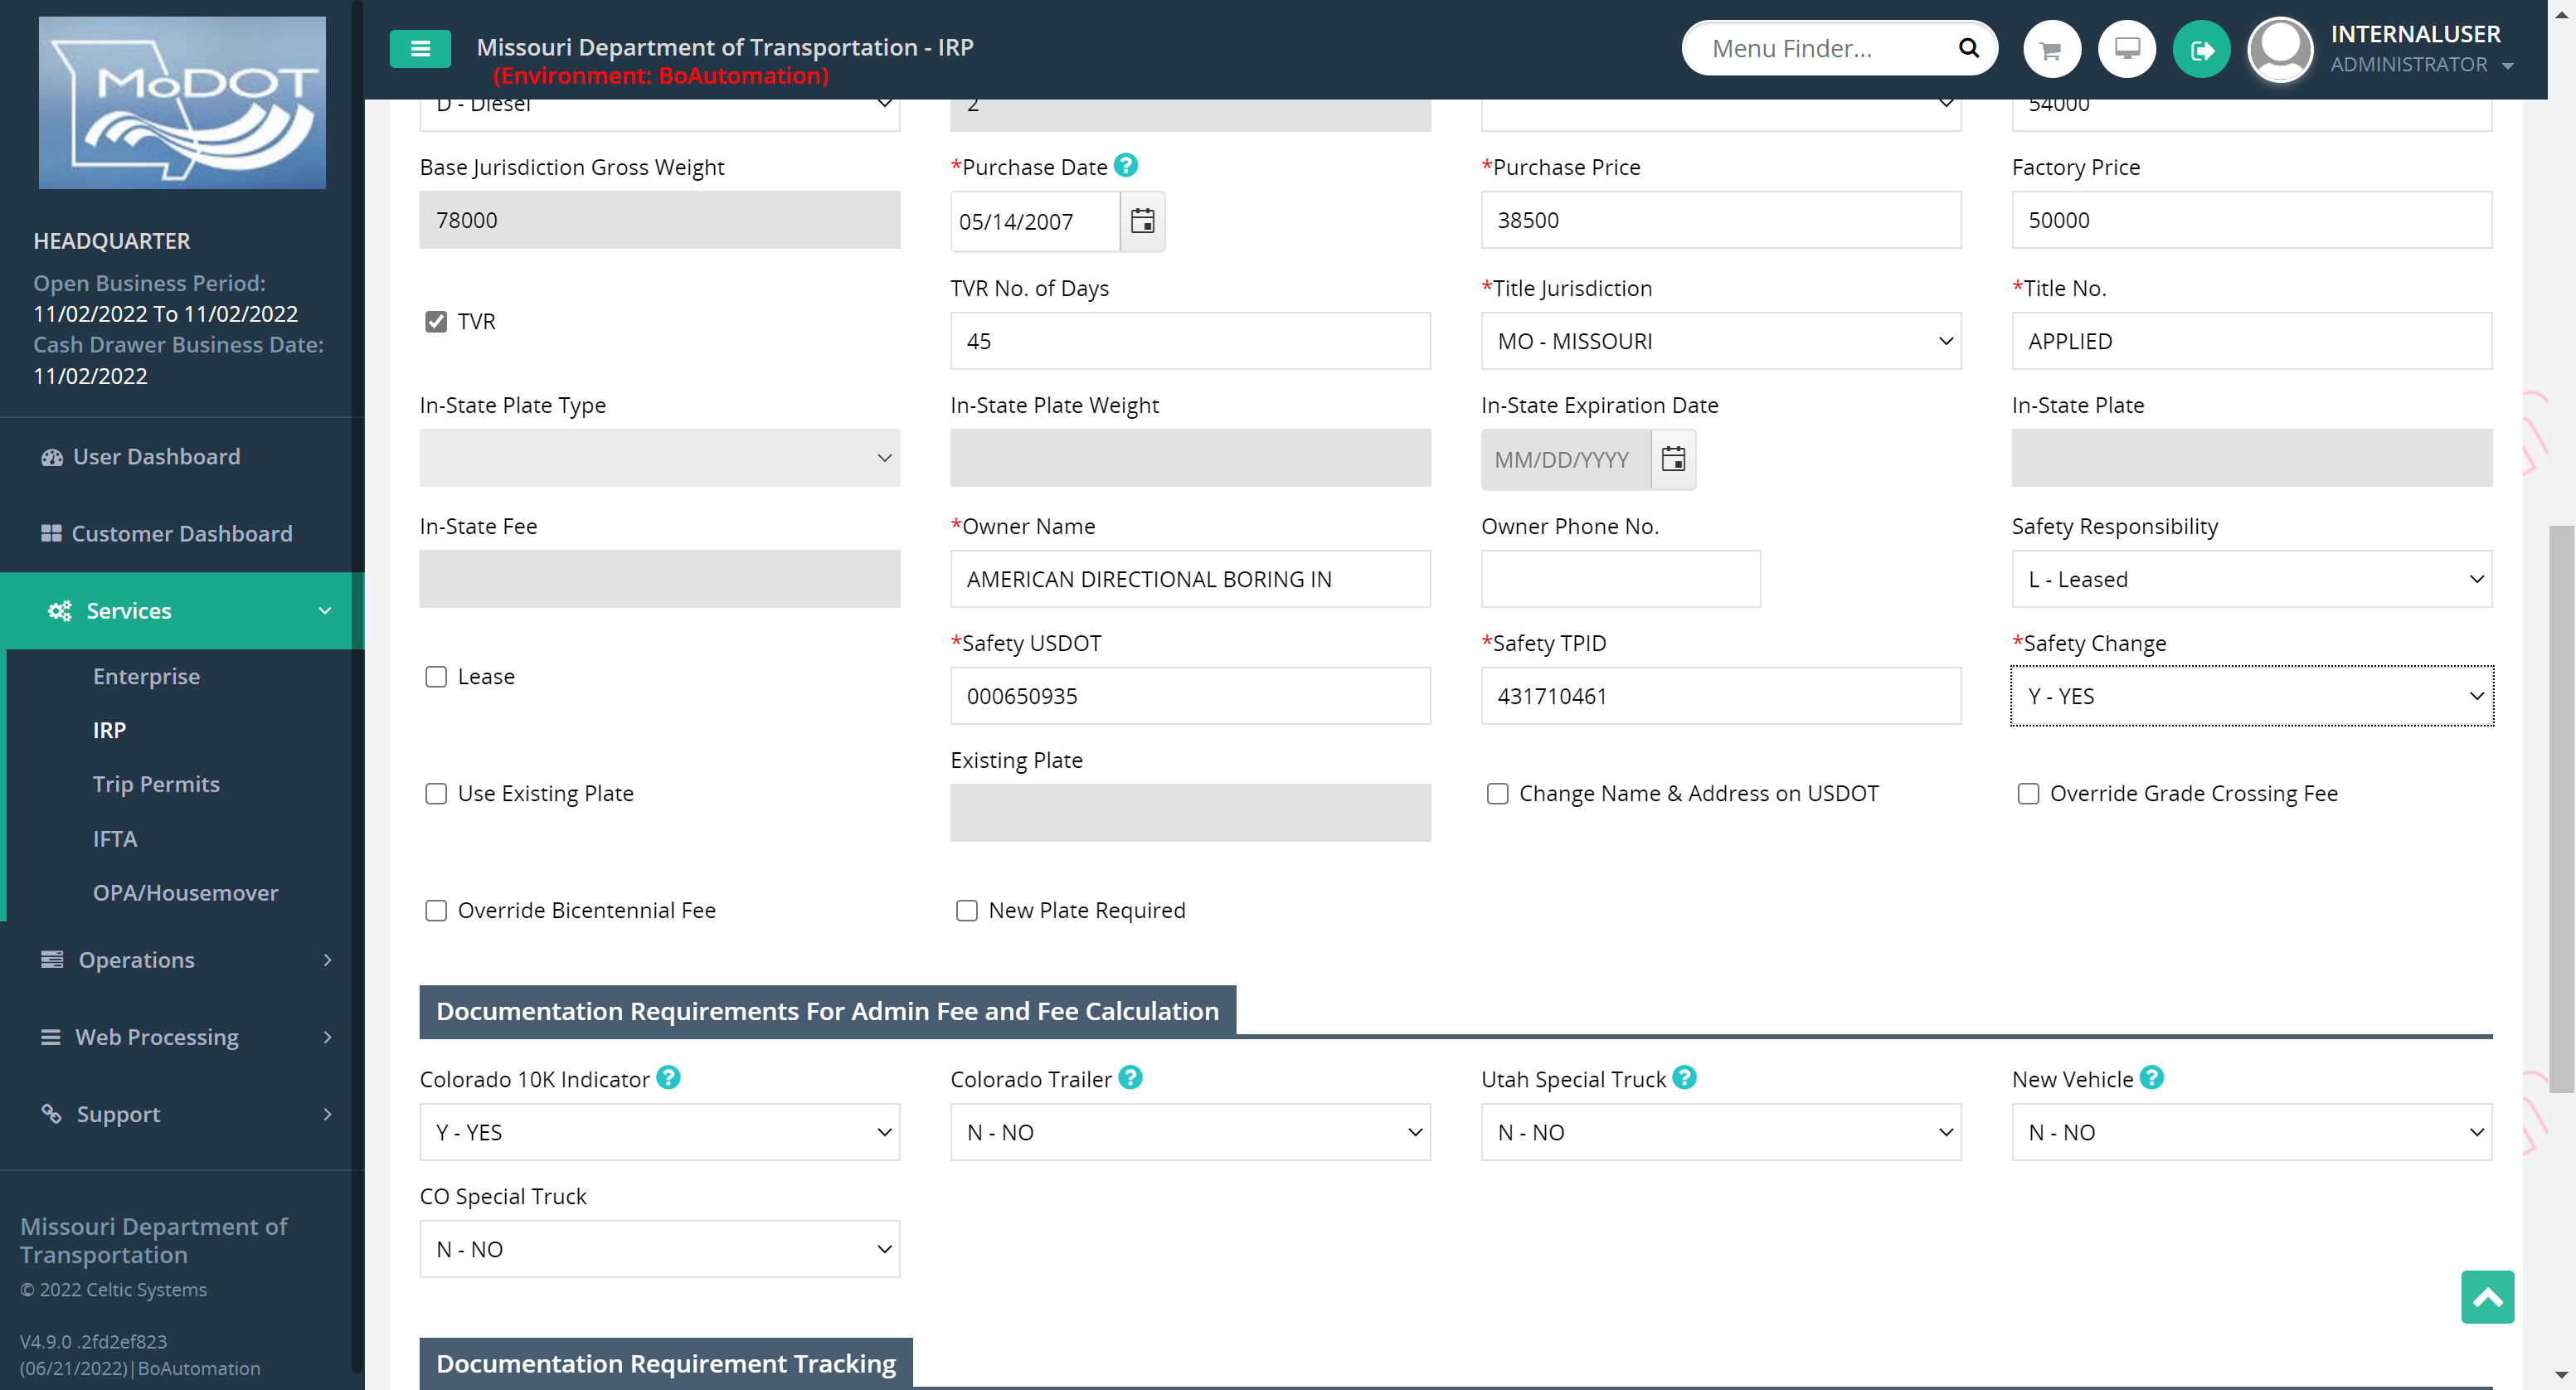 MoDOT
Missouri Department of Transportation - IRP
(Environment: BoAutomation)
Menu Finder...
INTERNALUSER
ADMINISTRATOR
HEADQUARTER
Open Business Period:
11/02/2022 To 11/02/2022
Cash Drawer Business Date:
11/02/2022
User Dashboard
Customer Dashboard
Services
Enterprise
IRP
Trip Permits
IFTA
OPA/Housemover
Operations
Web Processing
Support
Missouri Department of
Transportation
© 2022 Celtic Systems
V4.9.0 .2fd2ef823
(06/21/2022)|BoAutomation
D - Diesel
2
54000
Base Jurisdiction Gross Weight
*Purchase Date
*Purchase Price
Factory Price
78000
05/14/2007
38500
50000
TVR
TVR No. of Days
*Title Jurisdiction
*Title No.
45
MO - MISSOURI
APPLIED
In-State Plate Type
In-State Plate Weight
In-State Expiration Date
In-State Plate
MM/DD/YYYY
In-State Fee
*Owner Name
Owner Phone No.
Safety Responsibility
AMERICAN DIRECTIONAL BORING IN
L - Leased
Lease
*Safety USDOT
*Safety TPID
*Safety Change
000650935
431710461
Y - YES
Use Existing Plate
Existing Plate
Change Name & Address on USDOT
Override Grade Crossing Fee
Override Bicentennial Fee
New Plate Required
Documentation Requirements For Admin Fee and Fee Calculation
Colorado 10K Indicator
Colorado Trailer
Utah Special Truck
New Vehicle
Y - YES
N - NO
N - NO
N - NO
CO Special Truck
N - NO
Documentation Requirement Tracking